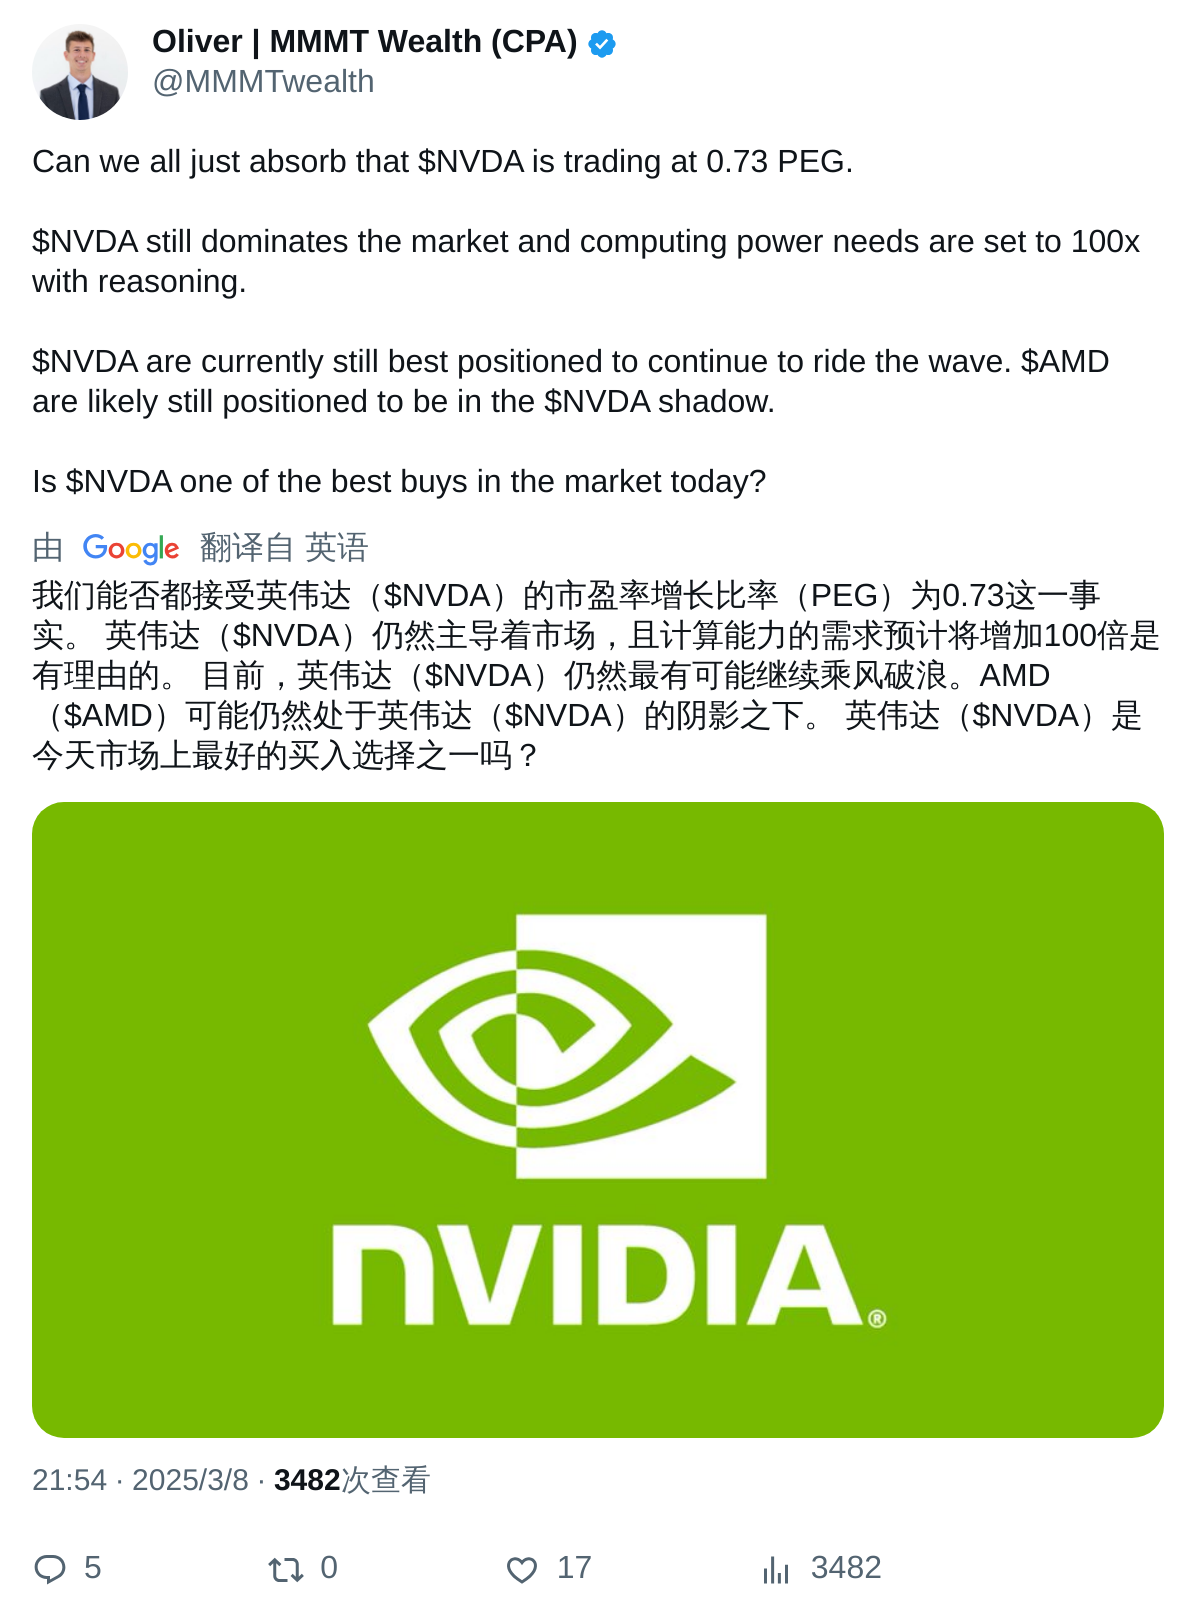 Oliver | MMMT Wealth (CPA)
@MMMTwealth
Can we all just absorb that $NVDA is trading at 0.73 PEG.
$NVDA still dominates the market and computing power needs are set to 100x
with reasoning.
$NVDA are currently still best positioned to continue to ride the wave. $AMD
are likely still positioned to be in the $NVDA shadow.
Is $NVDA one of the best buys in the market today?
由 Google 翻译自 英语
我们能否都接受英伟达（$NVDA）的市盈率增长比率（PEG）为0.73这一事
实。 英伟达（$NVDA）仍然主导着市场，且计算能力的需求预计将增加100倍是
有理由的。 目前，英伟达（$NVDA）仍然最有可能继续乘风破浪。AMD
（$AMD）可能仍然处于英伟达（$NVDA）的阴影之下。 英伟达（$NVDA）是
今天市场上最好的买入选择之一吗？
NVIDIA®
21:54 · 2025/3/8 · 3482次查看
5 0 17 3482